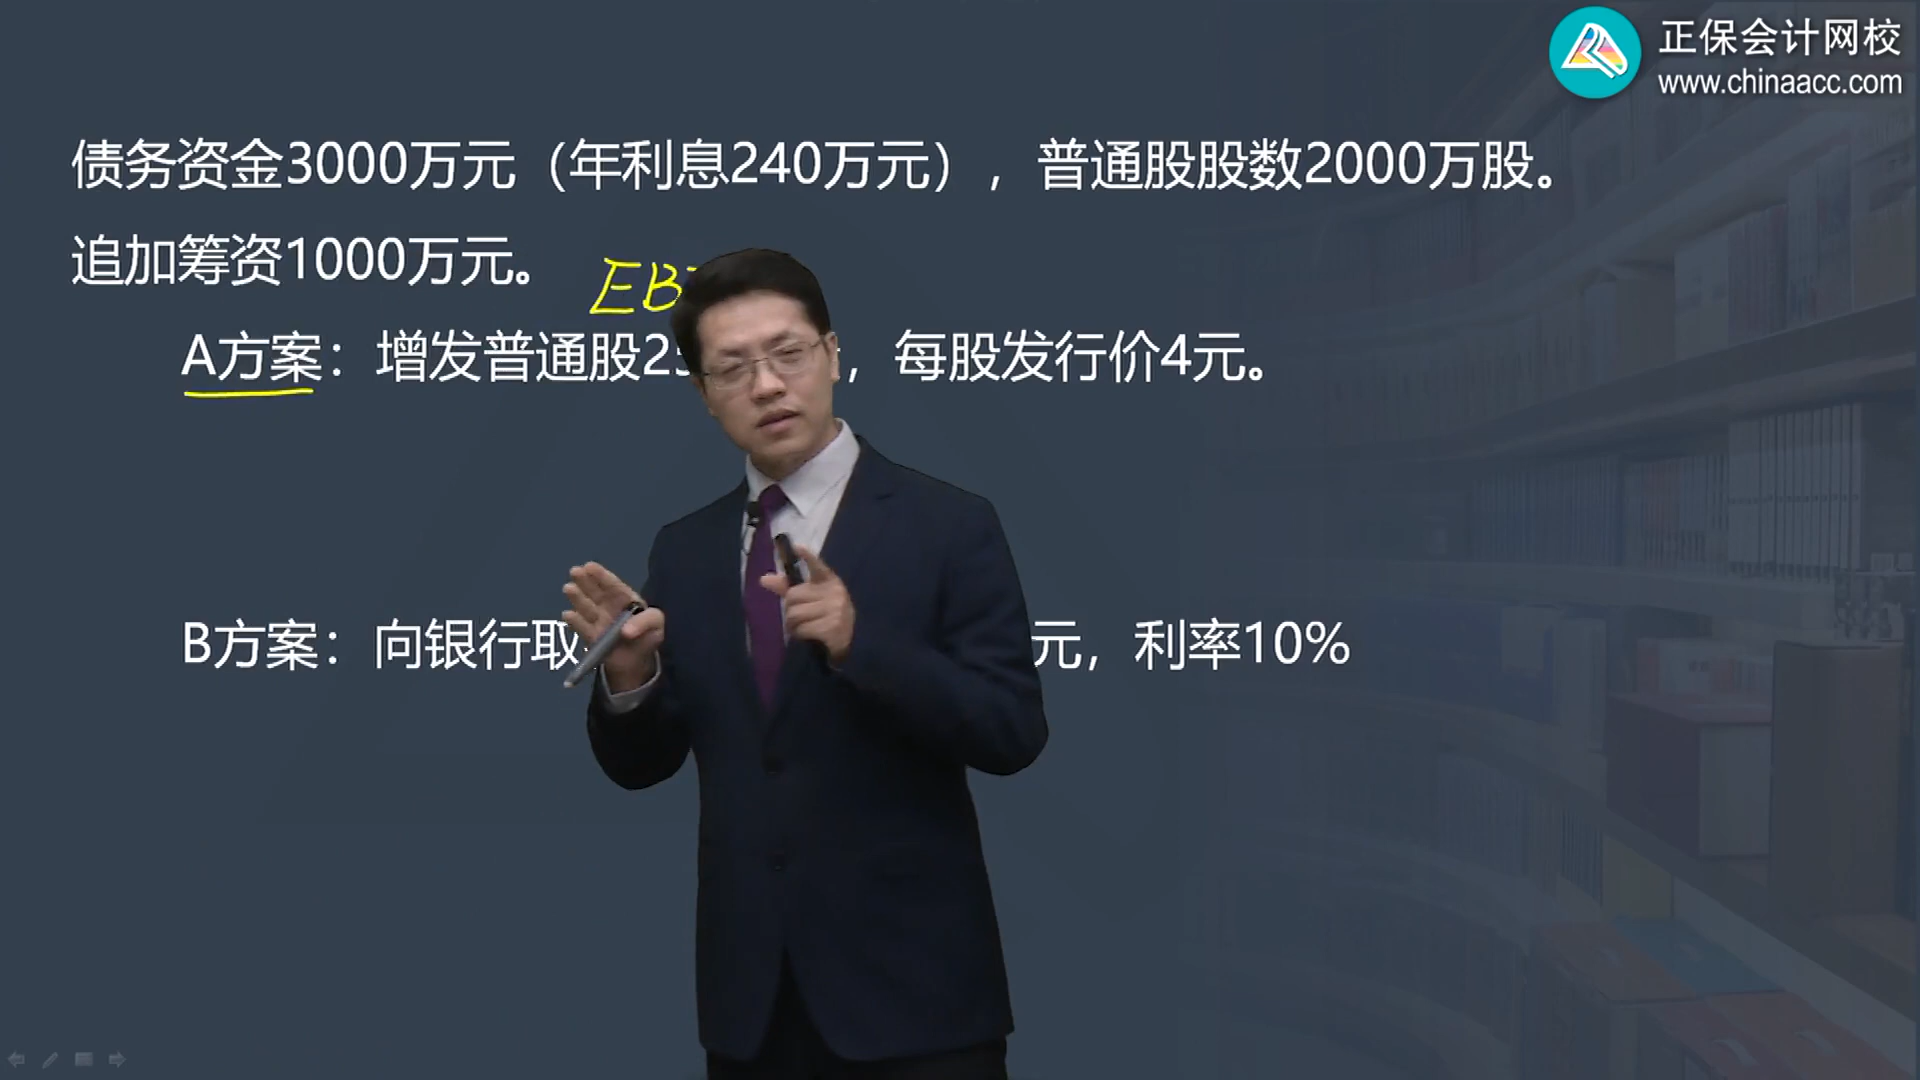 正保会计网校
www.chinaacc.com
债务资金3000万元（年利息240万元），普通股股数2000万股。
追加筹资1000万元。
EB
A方案：增发普通股25 ，每股发行价4元。
B方案：向银行取 元，利率10%